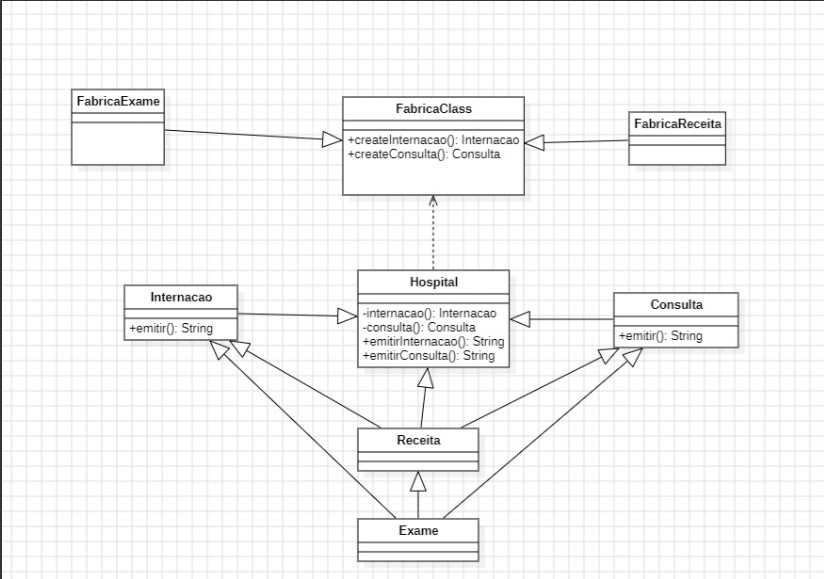 FabricaExame
FabricaClass
+createInternacao(): Internacao
+createConsulta(): Consulta
FabricaReceita
Internacao
+emitir(): String
Hospital
-internacao(): Internacao
-consulta(): Consulta
+emitirInternacao(): String
+emitirConsulta(): String
Consulta
+emitir(): String
Receita
Exame